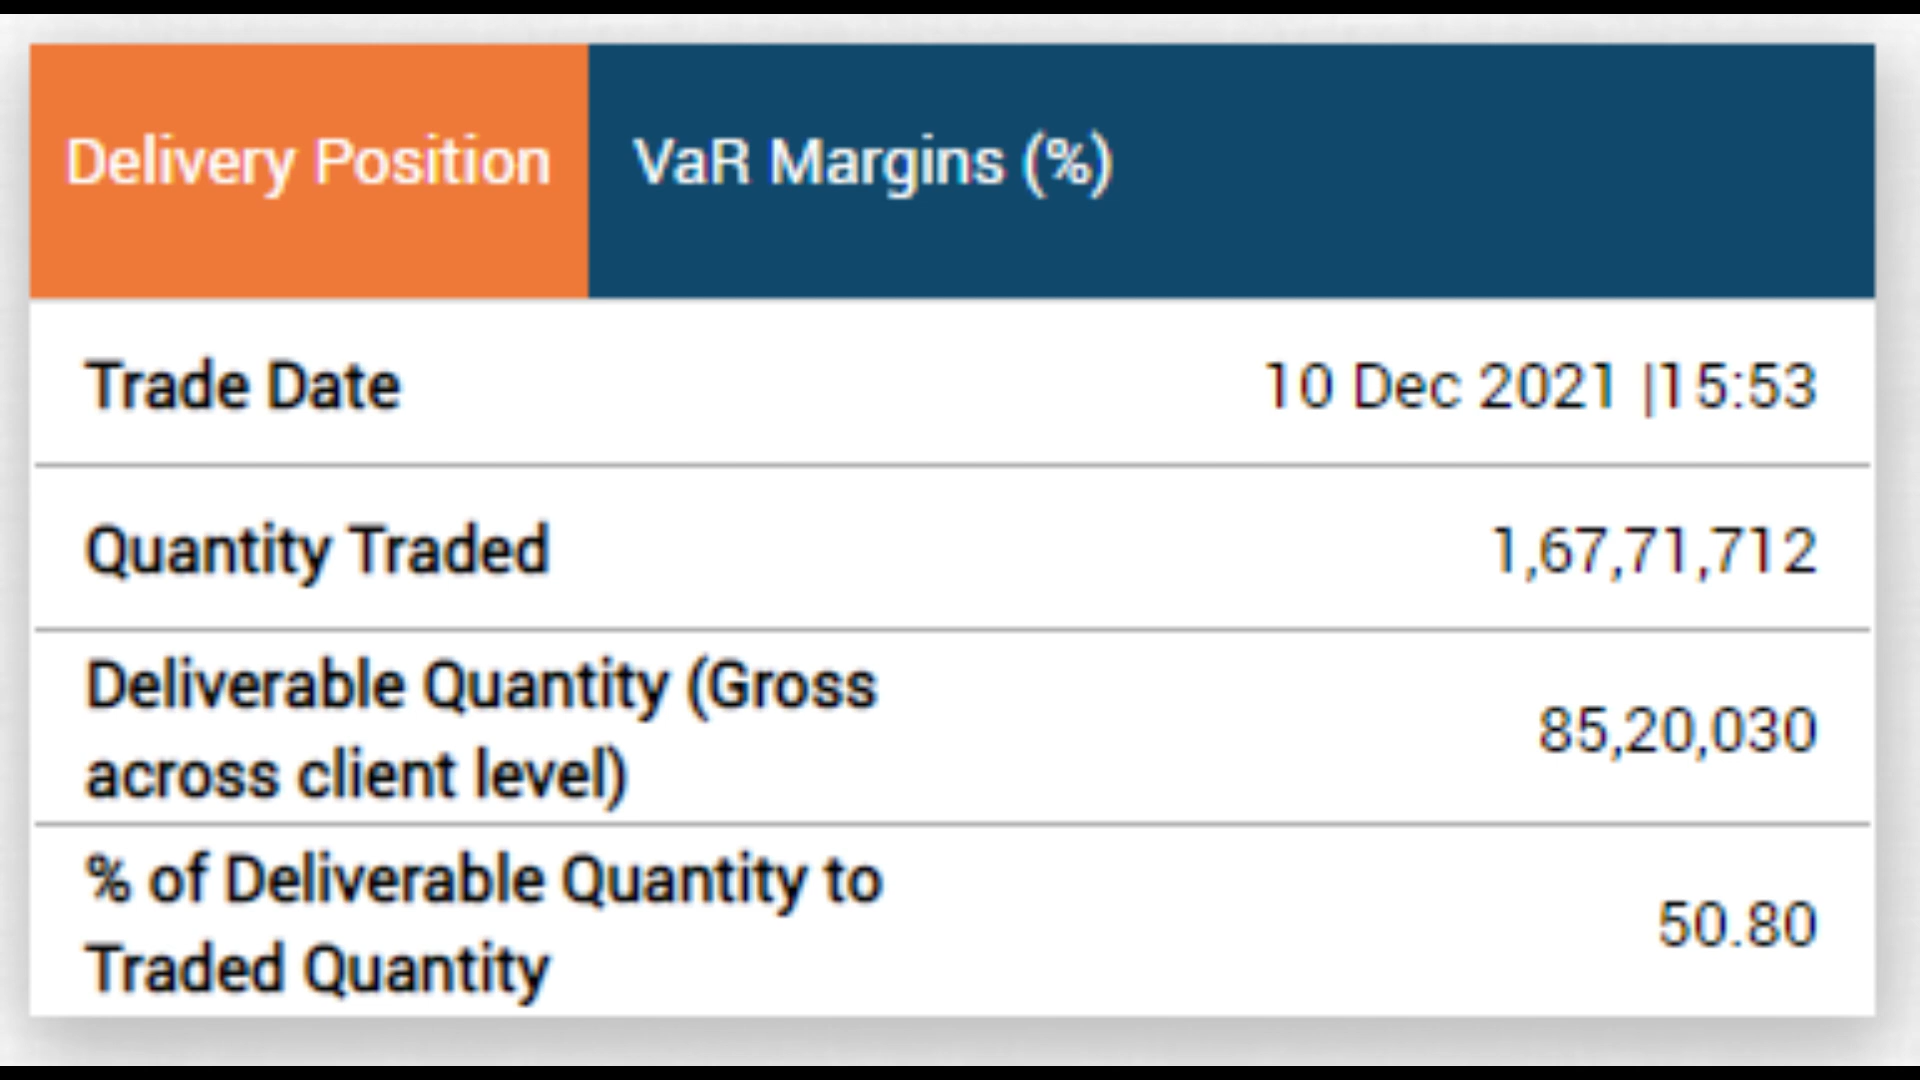 Delivery Position VaR Margins (%)
Trade Date 10 Dec 2021 |15:53
Quantity Traded 1,67,71,712
Deliverable Quantity (Gross
across client level) 85,20,030
% of Deliverable Quantity to
Traded Quantity 50.80